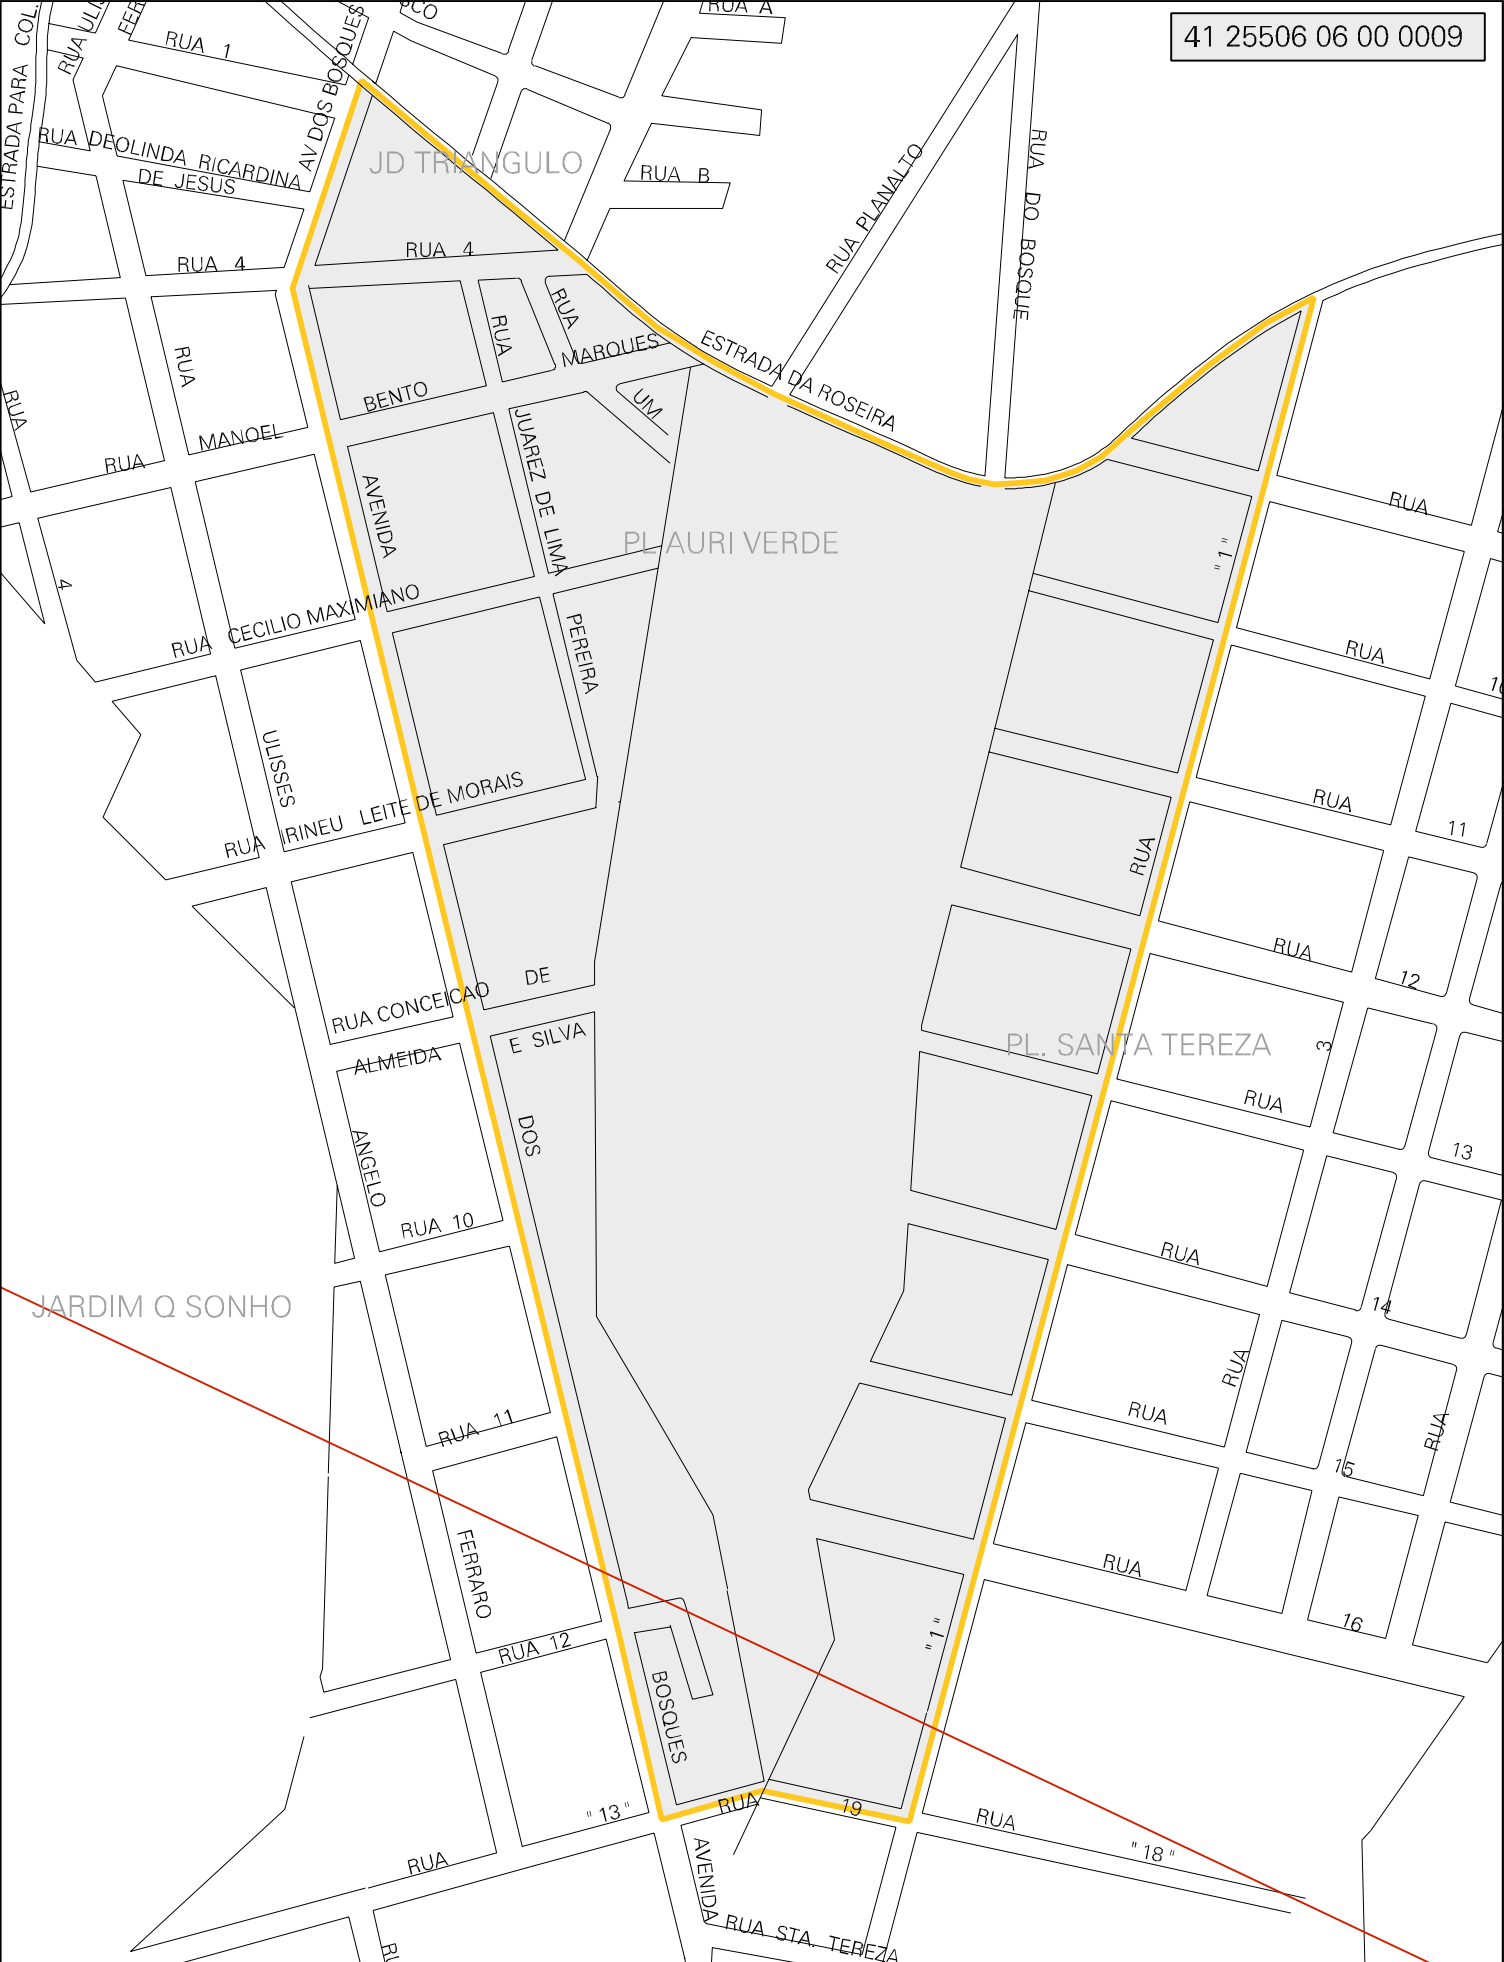 41 25506 06 00 0009
RUA A
RUA 1
ESTRADA PARA COL.
AV DOS BOSQUES
RUA DEOLINDA RICARDINA
DE JESUS
JD TRIANGULO
RUA B
RUA PLANALTO
RUA DO BOSQUE
RUA 4
RUA 4
RUA
RUA
RUA
RUA
MARQUES
ESTRADA DA ROSEIRA
BENTO
UM
MANOEL
RUA
JUAREZ DE LIMA
AVENIDA
RUA
PL AURI VERDE
" 1 "
4
RUA CECILIO MAXIMIANO
PEREIRA
RUA
ULISSES
RUA IRINEU LEITE DE MORAIS
RUA
11
RUA
DE
RUA
12
RUA CONCEICAO
E SILVA
ALMEIDA
PL. SANTA TEREZA
3
RUA
DOS
ANGELO
13
RUA 10
RUA
JARDIM Q SONHO
14
RUA
RUA
RUA 11
RUA
15
FERRARO
RUA
RUA 12
" 1 "
16
BOSQUES
" 13 "
RUA
19
RUA
" 18 "
RUA
AVENIDA
RUA STA. TEREZA